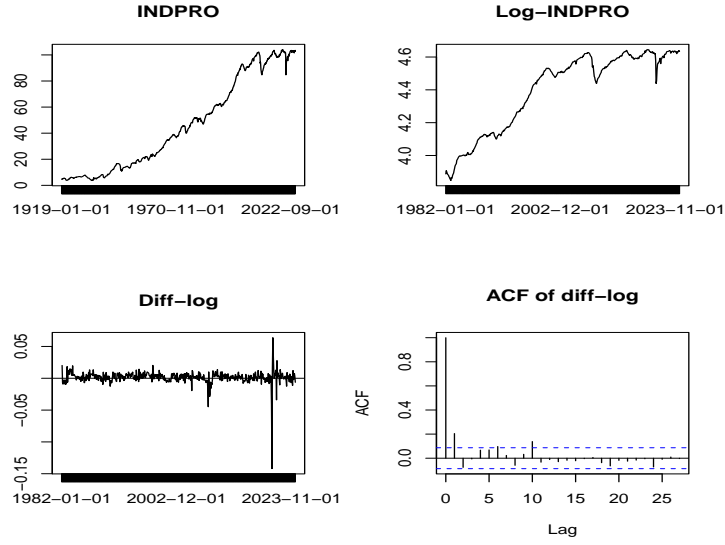 INDPRO
0 20 40 60 80
1919−01−01 1970−11−01 2022−09−01
Log−INDPRO
4.0 4.2 4.4 4.6
1982−01−01 2002−12−01 2023−11−01
Diff−log
−0.15 −0.05 0.05
1982−01−01 2002−12−01 2023−11−01
ACF of diff−log
ACF
0.0 0.4 0.8
0 5 10 15 20 25
Lag